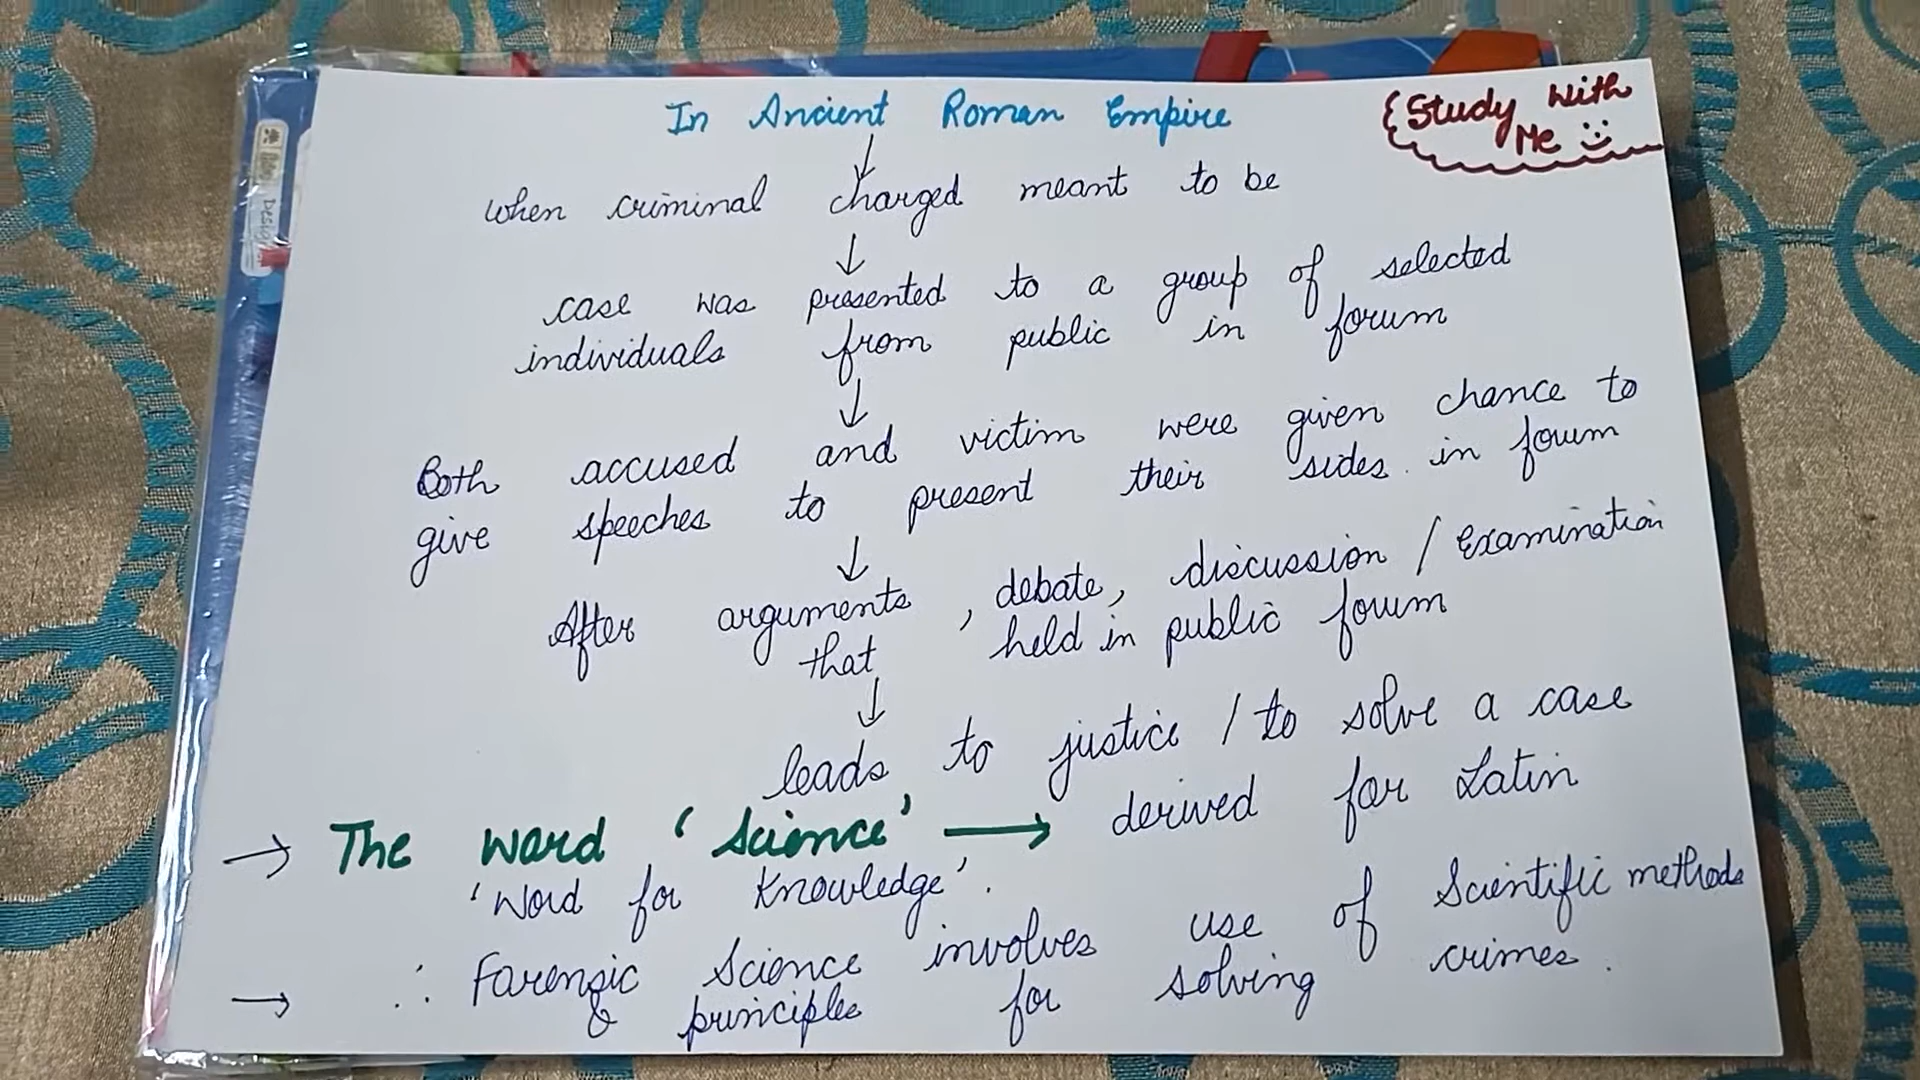 In Ancient Roman Empire
{Study With
Me
↓
when criminal charged meant to be
↓
case was presented to a group of selected
individuals from public in forum
↓
Both accused and victim were given chance to
give speeches to present their sides in forum
↓
After arguments, debate, discussion / Examination
that held in public forum
↓
leads to justice / to solve a case
→ The word 'Science' → derived for Latin
'Word for Knowledge'.
→ ∴ Forensic Science involves use of Scientific methods
& principles for solving crimes.